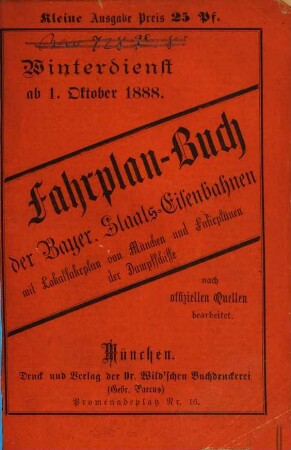 Kleine Ausgabe Preis 25 Pf.
Winterdienst
ab 1. Oktober 1888.
Fahrplan-Buch
der Bayer. Staats-Eisenbahnen
mit Lokalfahrplan von München und Fahrplänen
der Dampfschiffe
nach
offiziellen Quellen
bearbeitet.
München.
Druck und Verlag der Dr. Wild'schen Buchdruckerei
(Gebr. Parcus)
Promenadeplatz Nr. 16.